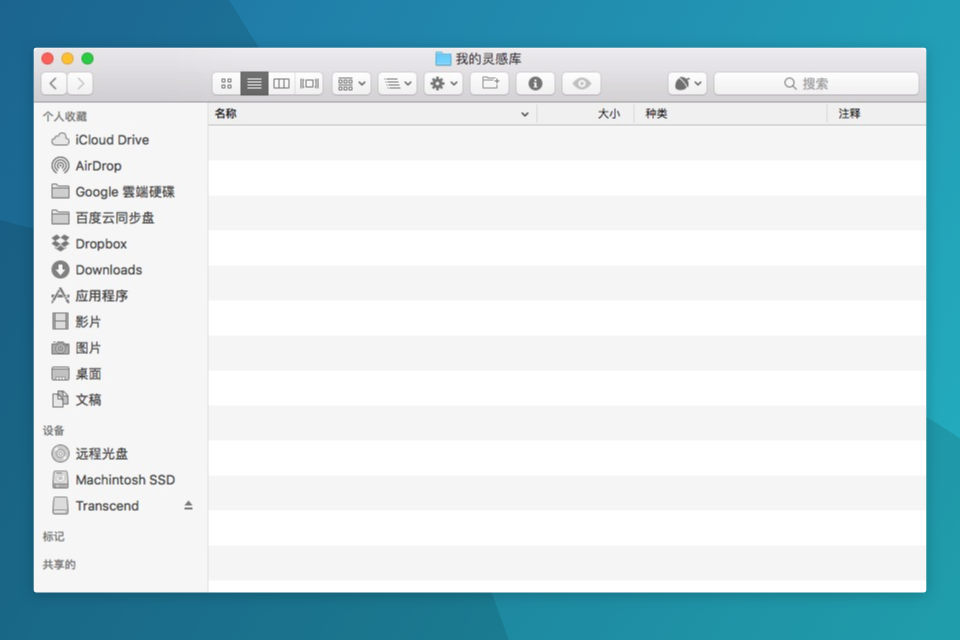 我的灵感库
搜索
个人收藏
iCloud Drive
AirDrop
Google 雲端硬碟
百度云同步盘
Dropbox
Downloads
应用程序
影片
图片
桌面
文稿
设备
远程光盘
Machintosh SSD
Transcend
标记
共享的
名称 大小 种类 注释